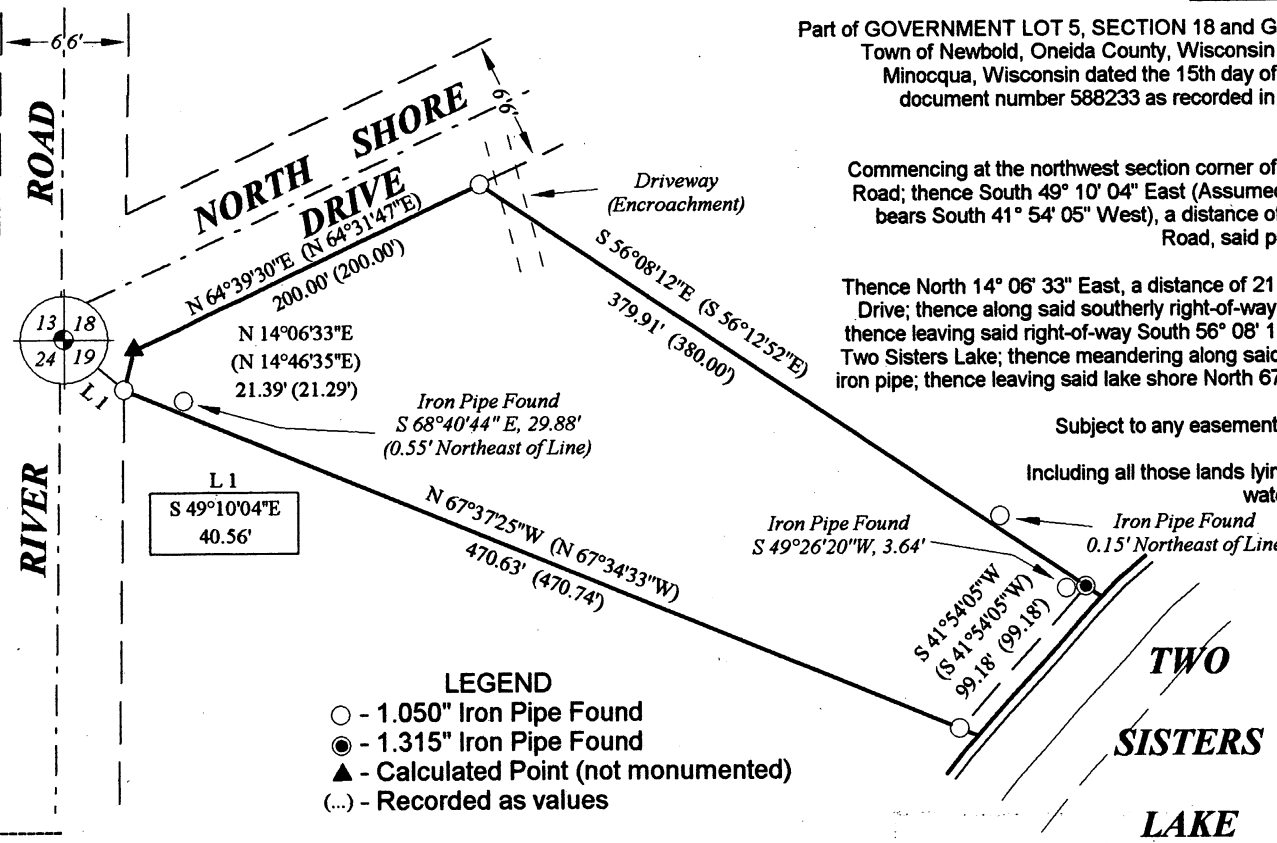 6 6'
ROAD
RIVER
NORTH SHORE
DRIVE
6 6'
Driveway
(Encroachment)
N 64°39'30"E (N 64°31'47"E)
200.00' (200.00')
S 56°08'12"E (S 56°12'52"E)
379.91' (380.00')
13 18
24 19
L 1
N 14°06'33"E
(N 14°46'35"E)
21.39' (21.29')
Iron Pipe Found
S 68°40'44" E, 29.88'
(0.55' Northeast of Line)
L 1
S 49°10'04"E
40.56'
N 67°37'25"W (N 67°34'33"W)
470.63' (470.74')
Iron Pipe Found
S 49°26'20"W, 3.64'
Iron Pipe Found
0.15' Northeast of Line
S 41°54'05"W
(S 41°54'05"W)
99.18' (99.18')
TWO
SISTERS
LAKE
LEGEND
- 1.050" Iron Pipe Found
- 1.315" Iron Pipe Found
- Calculated Point (not monumented)
(...) - Recorded as values
Part of GOVERNMENT LOT 5, SECTION 18 and G
Town of Newbold, Oneida County, Wisconsin
Minocqua, Wisconsin dated the 15th day of
document number 588233 as recorded in
Commencing at the northwest section corner of
Road; thence South 49° 10' 04" East (Assumed
bears South 41° 54' 05" West), a distance of
Road, said p
Thence North 14° 06' 33" East, a distance of 21
Drive; thence along said southerly right-of-way
thence leaving said right-of-way South 56° 08' 1
Two Sisters Lake; thence meandering along said
iron pipe; thence leaving said lake shore North 67
Subject to any easement
Including all those lands lyin
wate